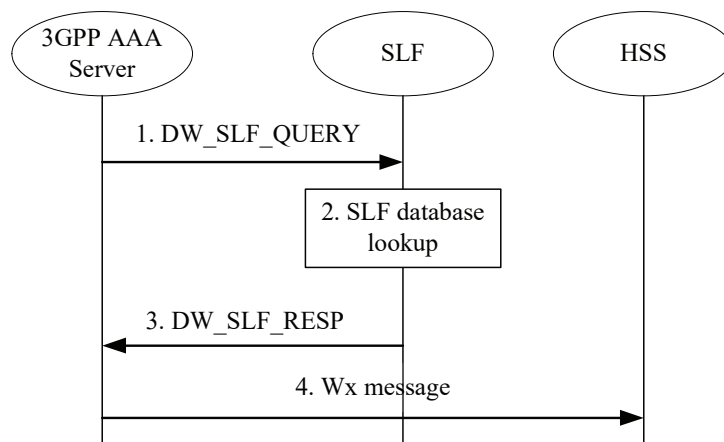 3GPP AAA
Server
SLF
HSS
1. DW_SLF_QUERY
2. SLF database
lookup
3. DW_SLF_RESP
4. Wx message